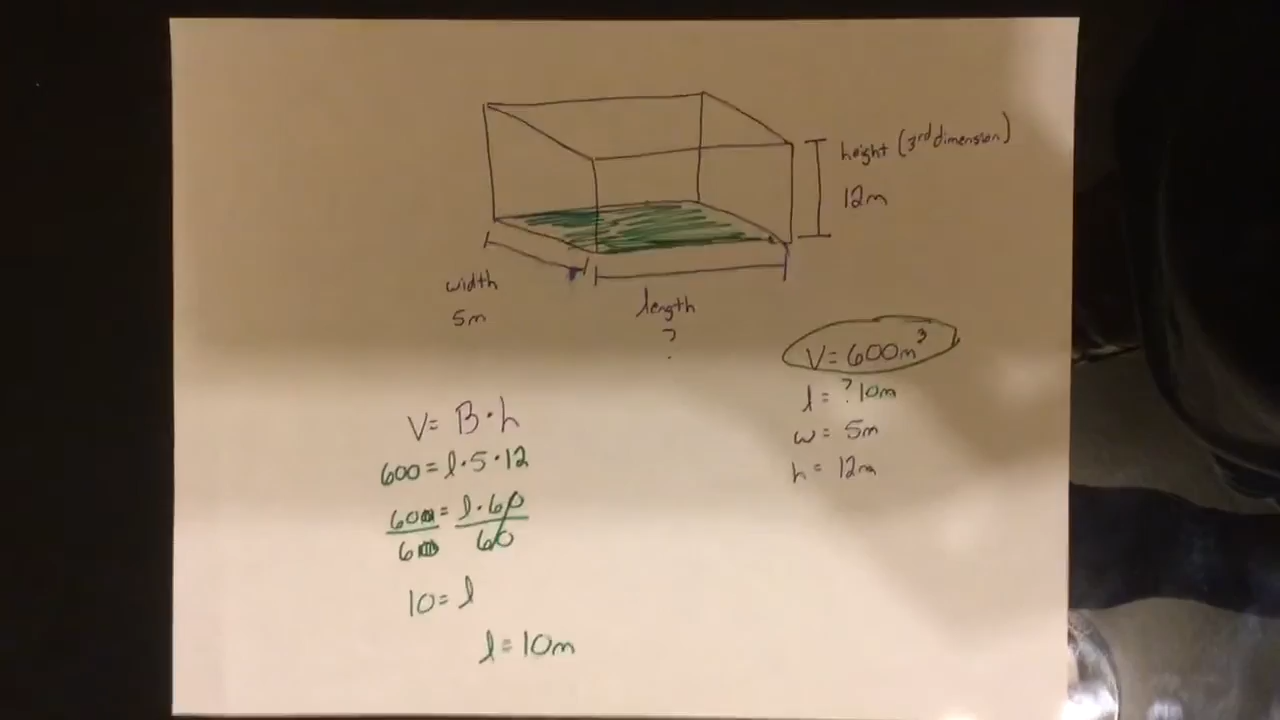 height (3rd dimension)
12m
width
5m
length
?
V = 600m³
l = ? 10m
w = 5m
h = 12m
V = B · h
600 = l · 5 · 12
600 = l · 60
60 60
10 = l
l = 10m